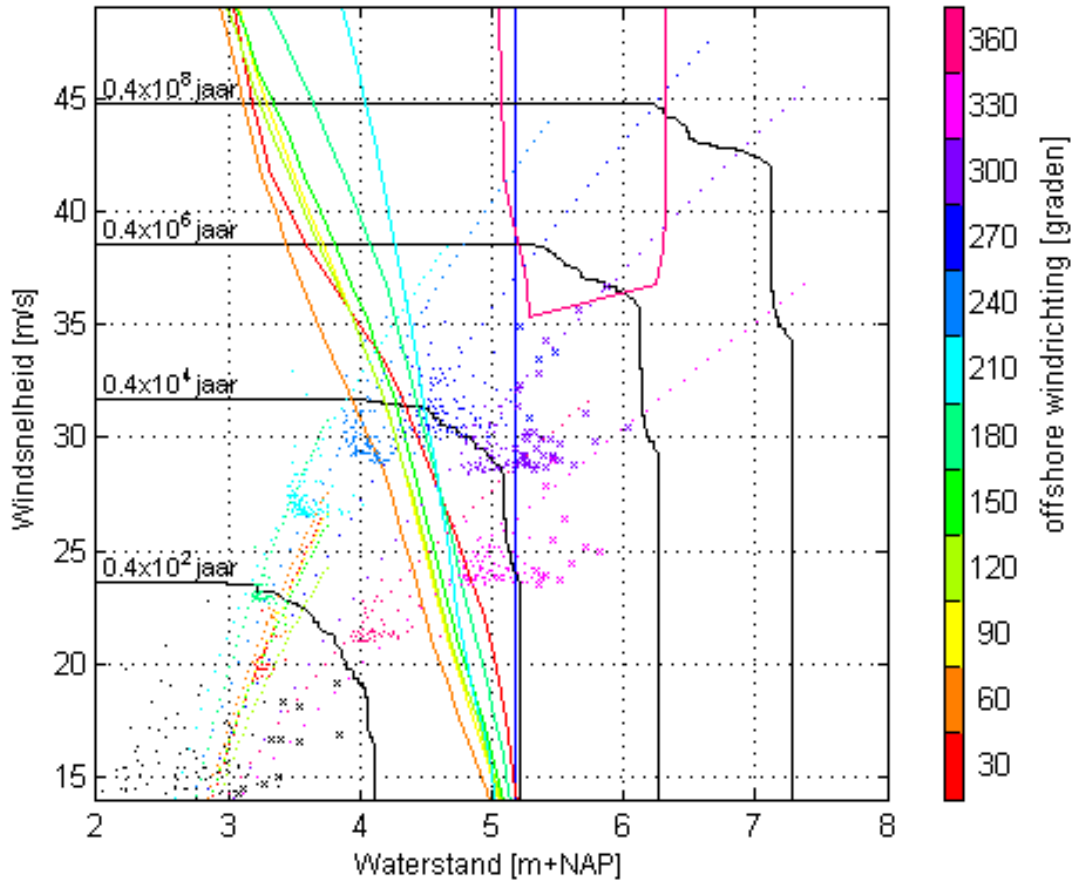 0.4x10⁸ jaar
0.4x10⁶ jaar
0.4x10⁴ jaar
0.4x10² jaar
45
40
35
30
25
20
15
2 3 4 5 6 7 8
Waterstand [m+NAP]
Windsnelheid [m/s]
360
330
300
270
240
210
180
150
120
90
60
30
offshore windrichting [graden]